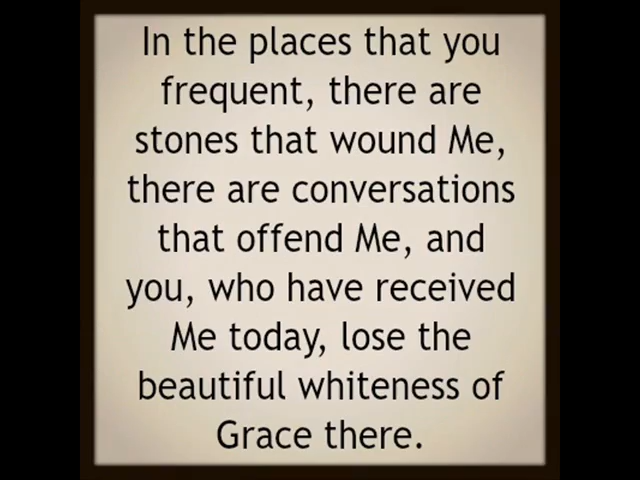 In the places that you
frequent, there are
stones that wound Me,
there are conversations
that offend Me, and
you, who have received
Me today, lose the
beautiful whiteness of
Grace there.